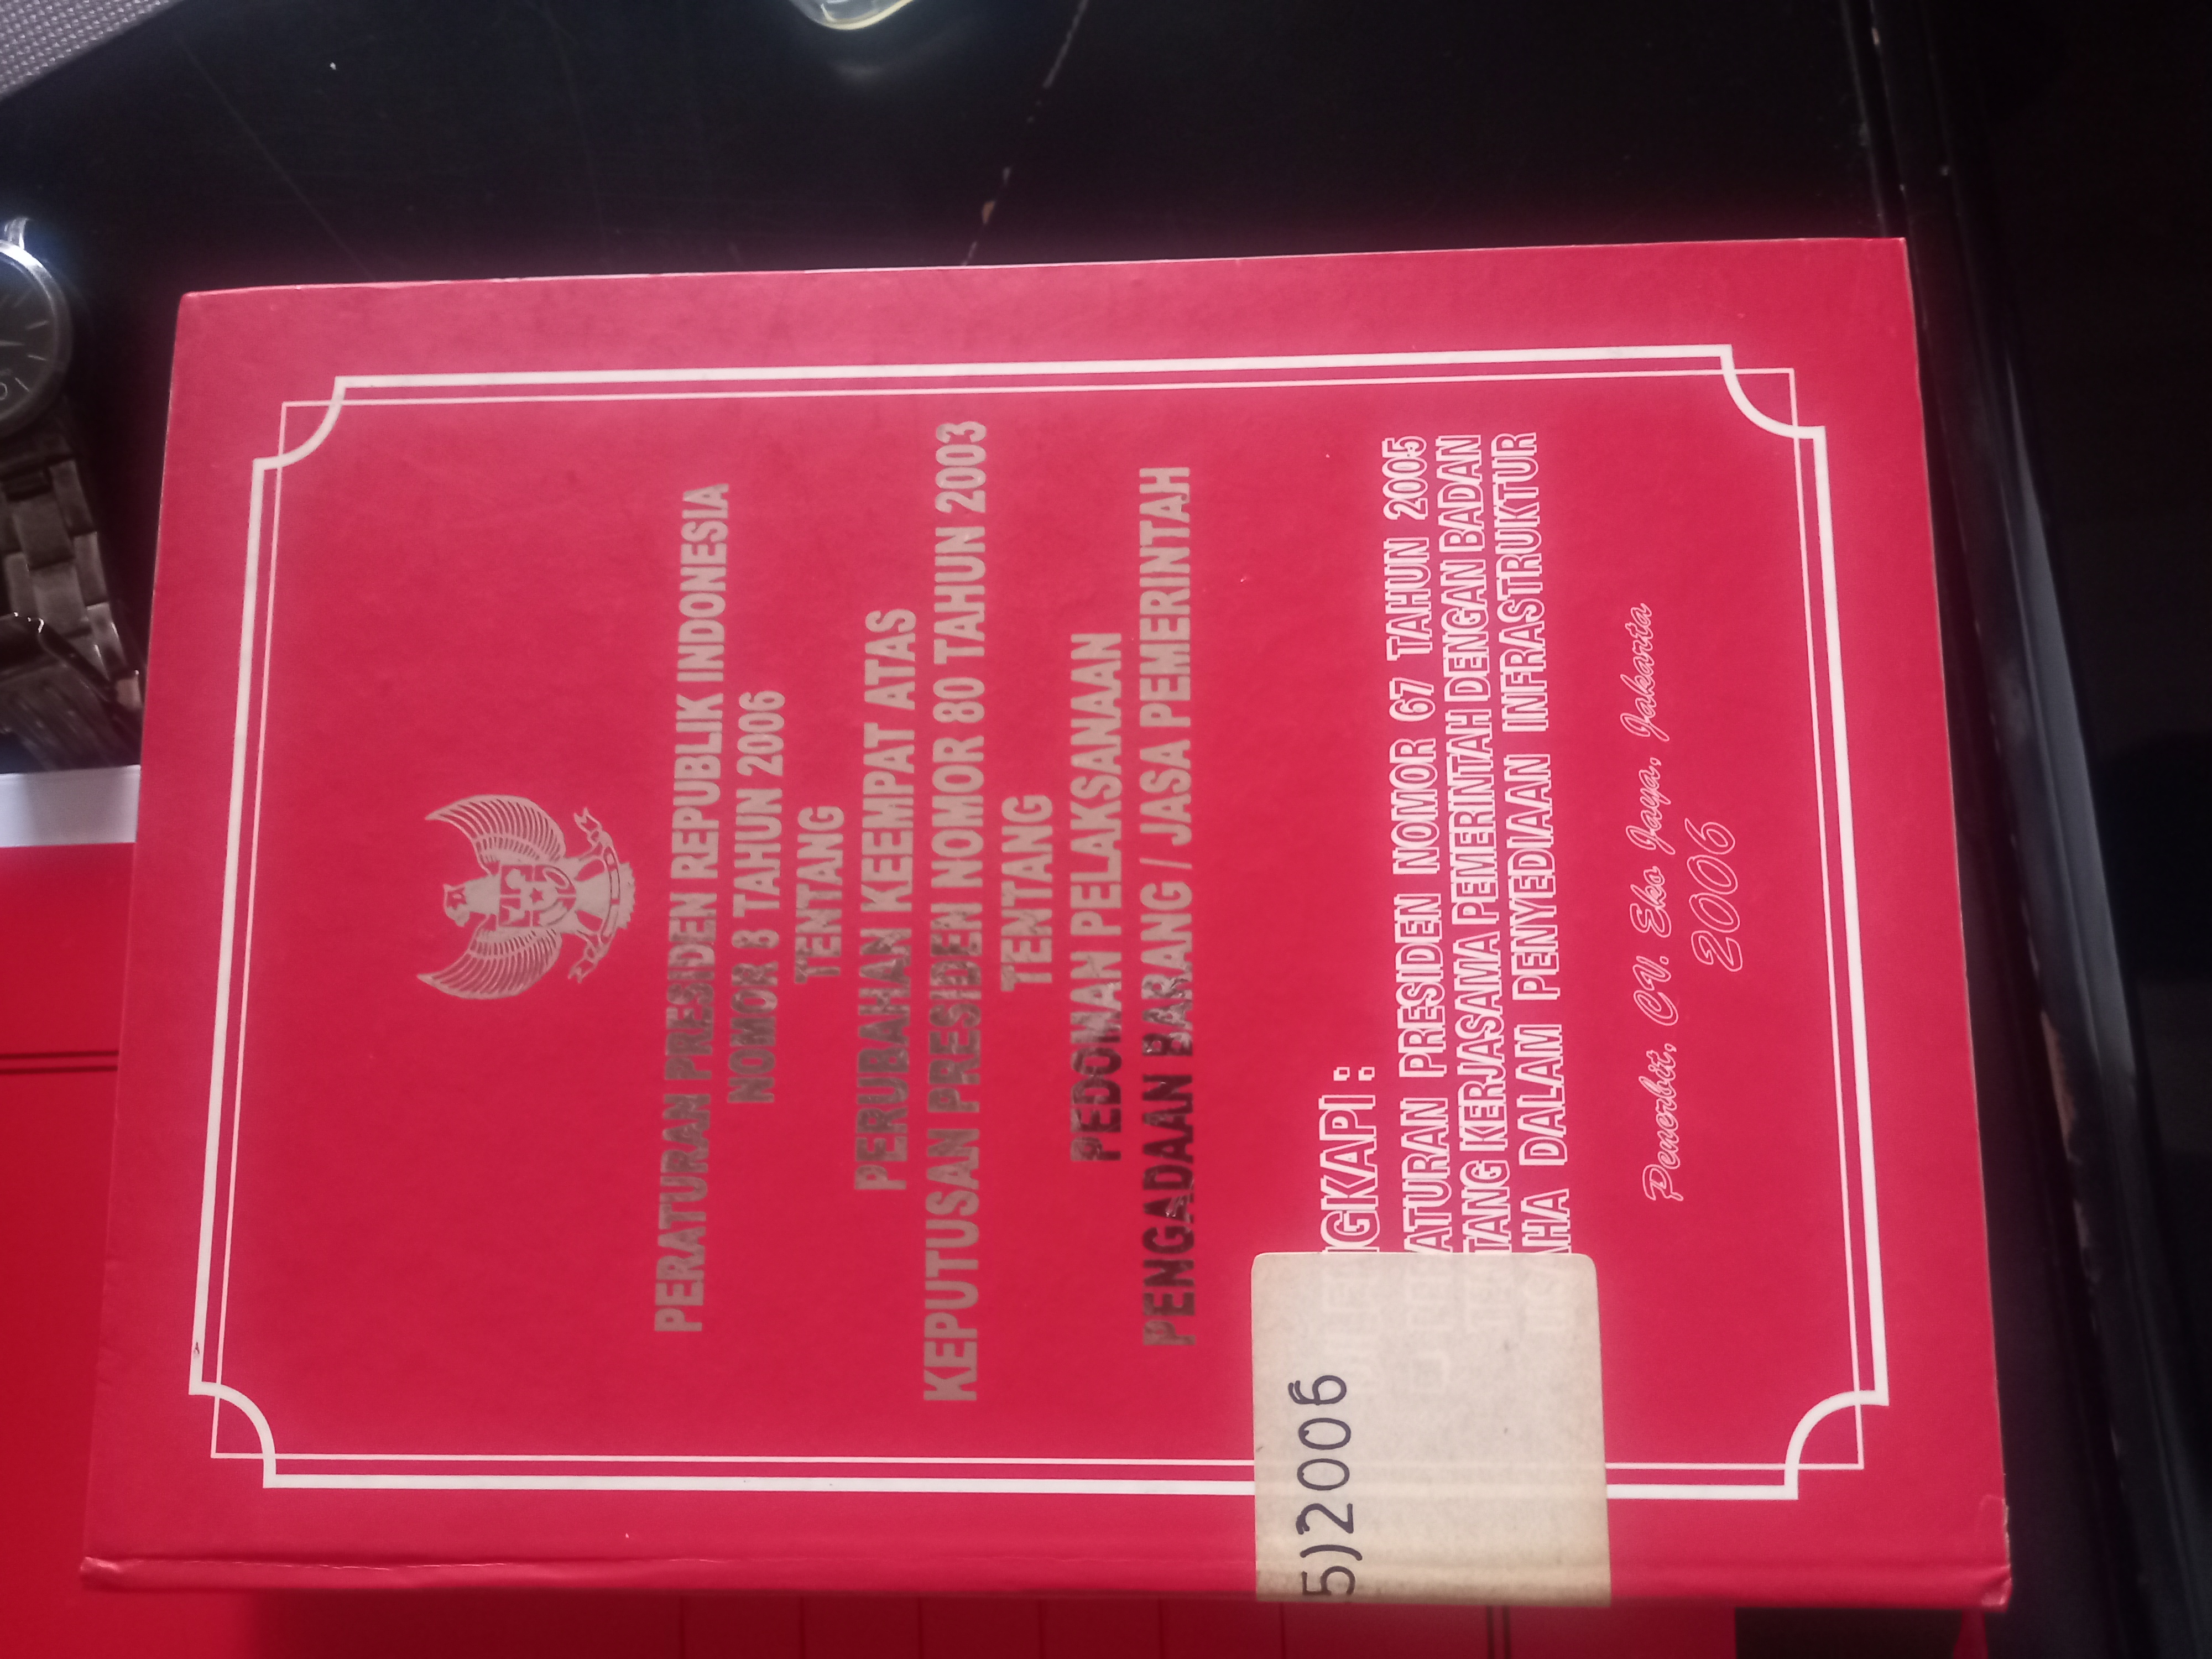 PERATURAN PRESIDEN REPUBLIK INDONESIA
NOMOR 8 TAHUN 2006
TENTANG
PERUBAHAN KEEMPAT ATAS
KEPUTUSAN PRESIDEN NOMOR 80 TAHUN 2003
TENTANG
PEDOMAN PELAKSANAAN
PENGADAAN BARANG / JASA PEMERINTAH
NGKAPI :
ATURAN PRESIDEN NOMOR 67 TAHUN 2005
TANG KERJASAMA PEMERINTAH DENGAN BADAN
AHA DALAM PENYEDIAAN INFRASTRUKTUR
5)2006
Penerbit, CV. Eko Jaya, Jakarta
2006